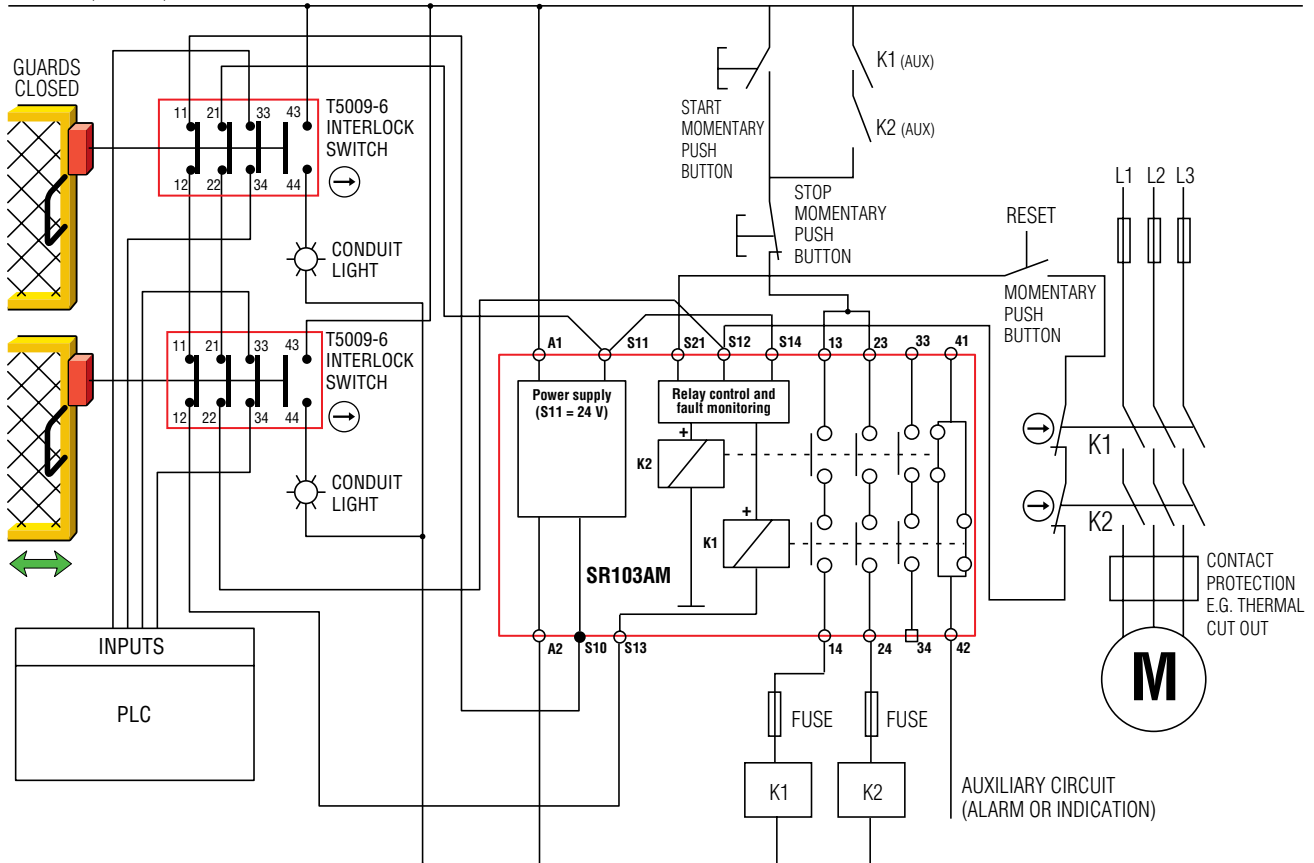 GUARDS
CLOSED
11 21 33 43
12 22 34 44
T5009-6
INTERLOCK
SWITCH
CONDUIT
LIGHT
11 21 33 43
12 22 34 44
T5009-6
INTERLOCK
SWITCH
CONDUIT
LIGHT
INPUTS
PLC
START
MOMENTARY
PUSH
BUTTON
K1 (AUX)
K2 (AUX)
STOP
MOMENTARY
PUSH
BUTTON
RESET
MOMENTARY
PUSH
BUTTON
L1 L2 L3
A1 S11 S21 S12 S14 13 23 33 41
Power supply
(S11 = 24 V)
Relay control and
fault monitoring
+
K2
+
K1
SR103AM
A2 S10 S13 14 24 34 42
FUSE
FUSE
K1
K2
AUXILIARY CIRCUIT
(ALARM OR INDICATION)
K1
K2
CONTACT
PROTECTION
E.G. THERMAL
CUT OUT
M